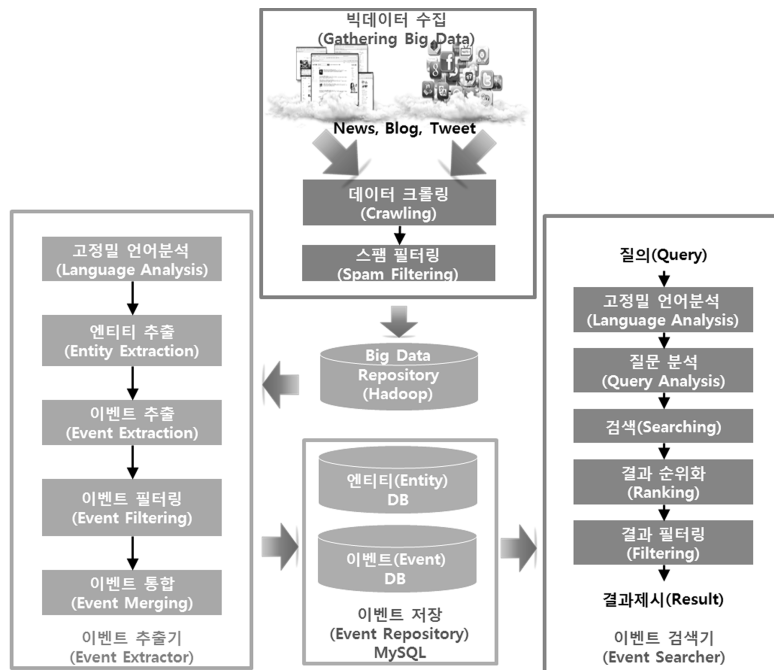 빅데이터 수집
(Gathering Big Data)
News, Blog, Tweet
데이터 크롤링
(Crawling)
스팸 필터링
(Spam Filtering)
Big Data
Repository
(Hadoop)
고정밀 언어분석
(Language Analysis)
엔티티 추출
(Entity Extraction)
이벤트 추출
(Event Extraction)
이벤트 필터링
(Event Filtering)
이벤트 통합
(Event Merging)
이벤트 추출기
(Event Extractor)
엔티티(Entity)
DB
이벤트(Event)
DB
이벤트 저장
(Event Repository)
MySQL
질의(Query)
고정밀 언어분석
(Language Analysis)
질문 분석
(Query Analysis)
검색(Searching)
결과 순위화
(Ranking)
결과 필터링
(Filtering)
결과제시(Result)
이벤트 검색기
(Event Searcher)